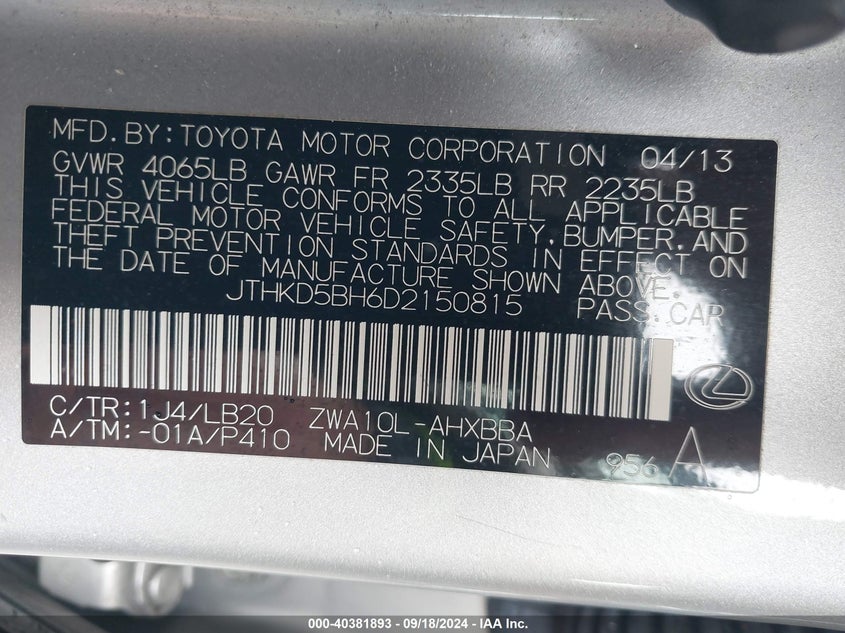 MFD.BY:TOYOTA MOTOR CORPORATION 04/13
GVWR 4065LB GAWR FR 2335LB RR 2235LB
THIS VEHICLE CONFORMS TO ALL APPLICABLE
FEDERAL MOTOR VEHICLE SAFETY,BUMPER,AND
THEFT PREVENTION STANDARDS IN EFFECT ON
THE DATE OF MANUFACTURE SHOWN ABOVE.
JTHKD5BH6D2150815 PASS.CAR
C/TR:1J4/LB20 ZWA10L-AHXBBA
A/TM:-01A/P410 MADE IN JAPAN 956 A
000-40381893 - 09/18/2024 - IAA Inc.